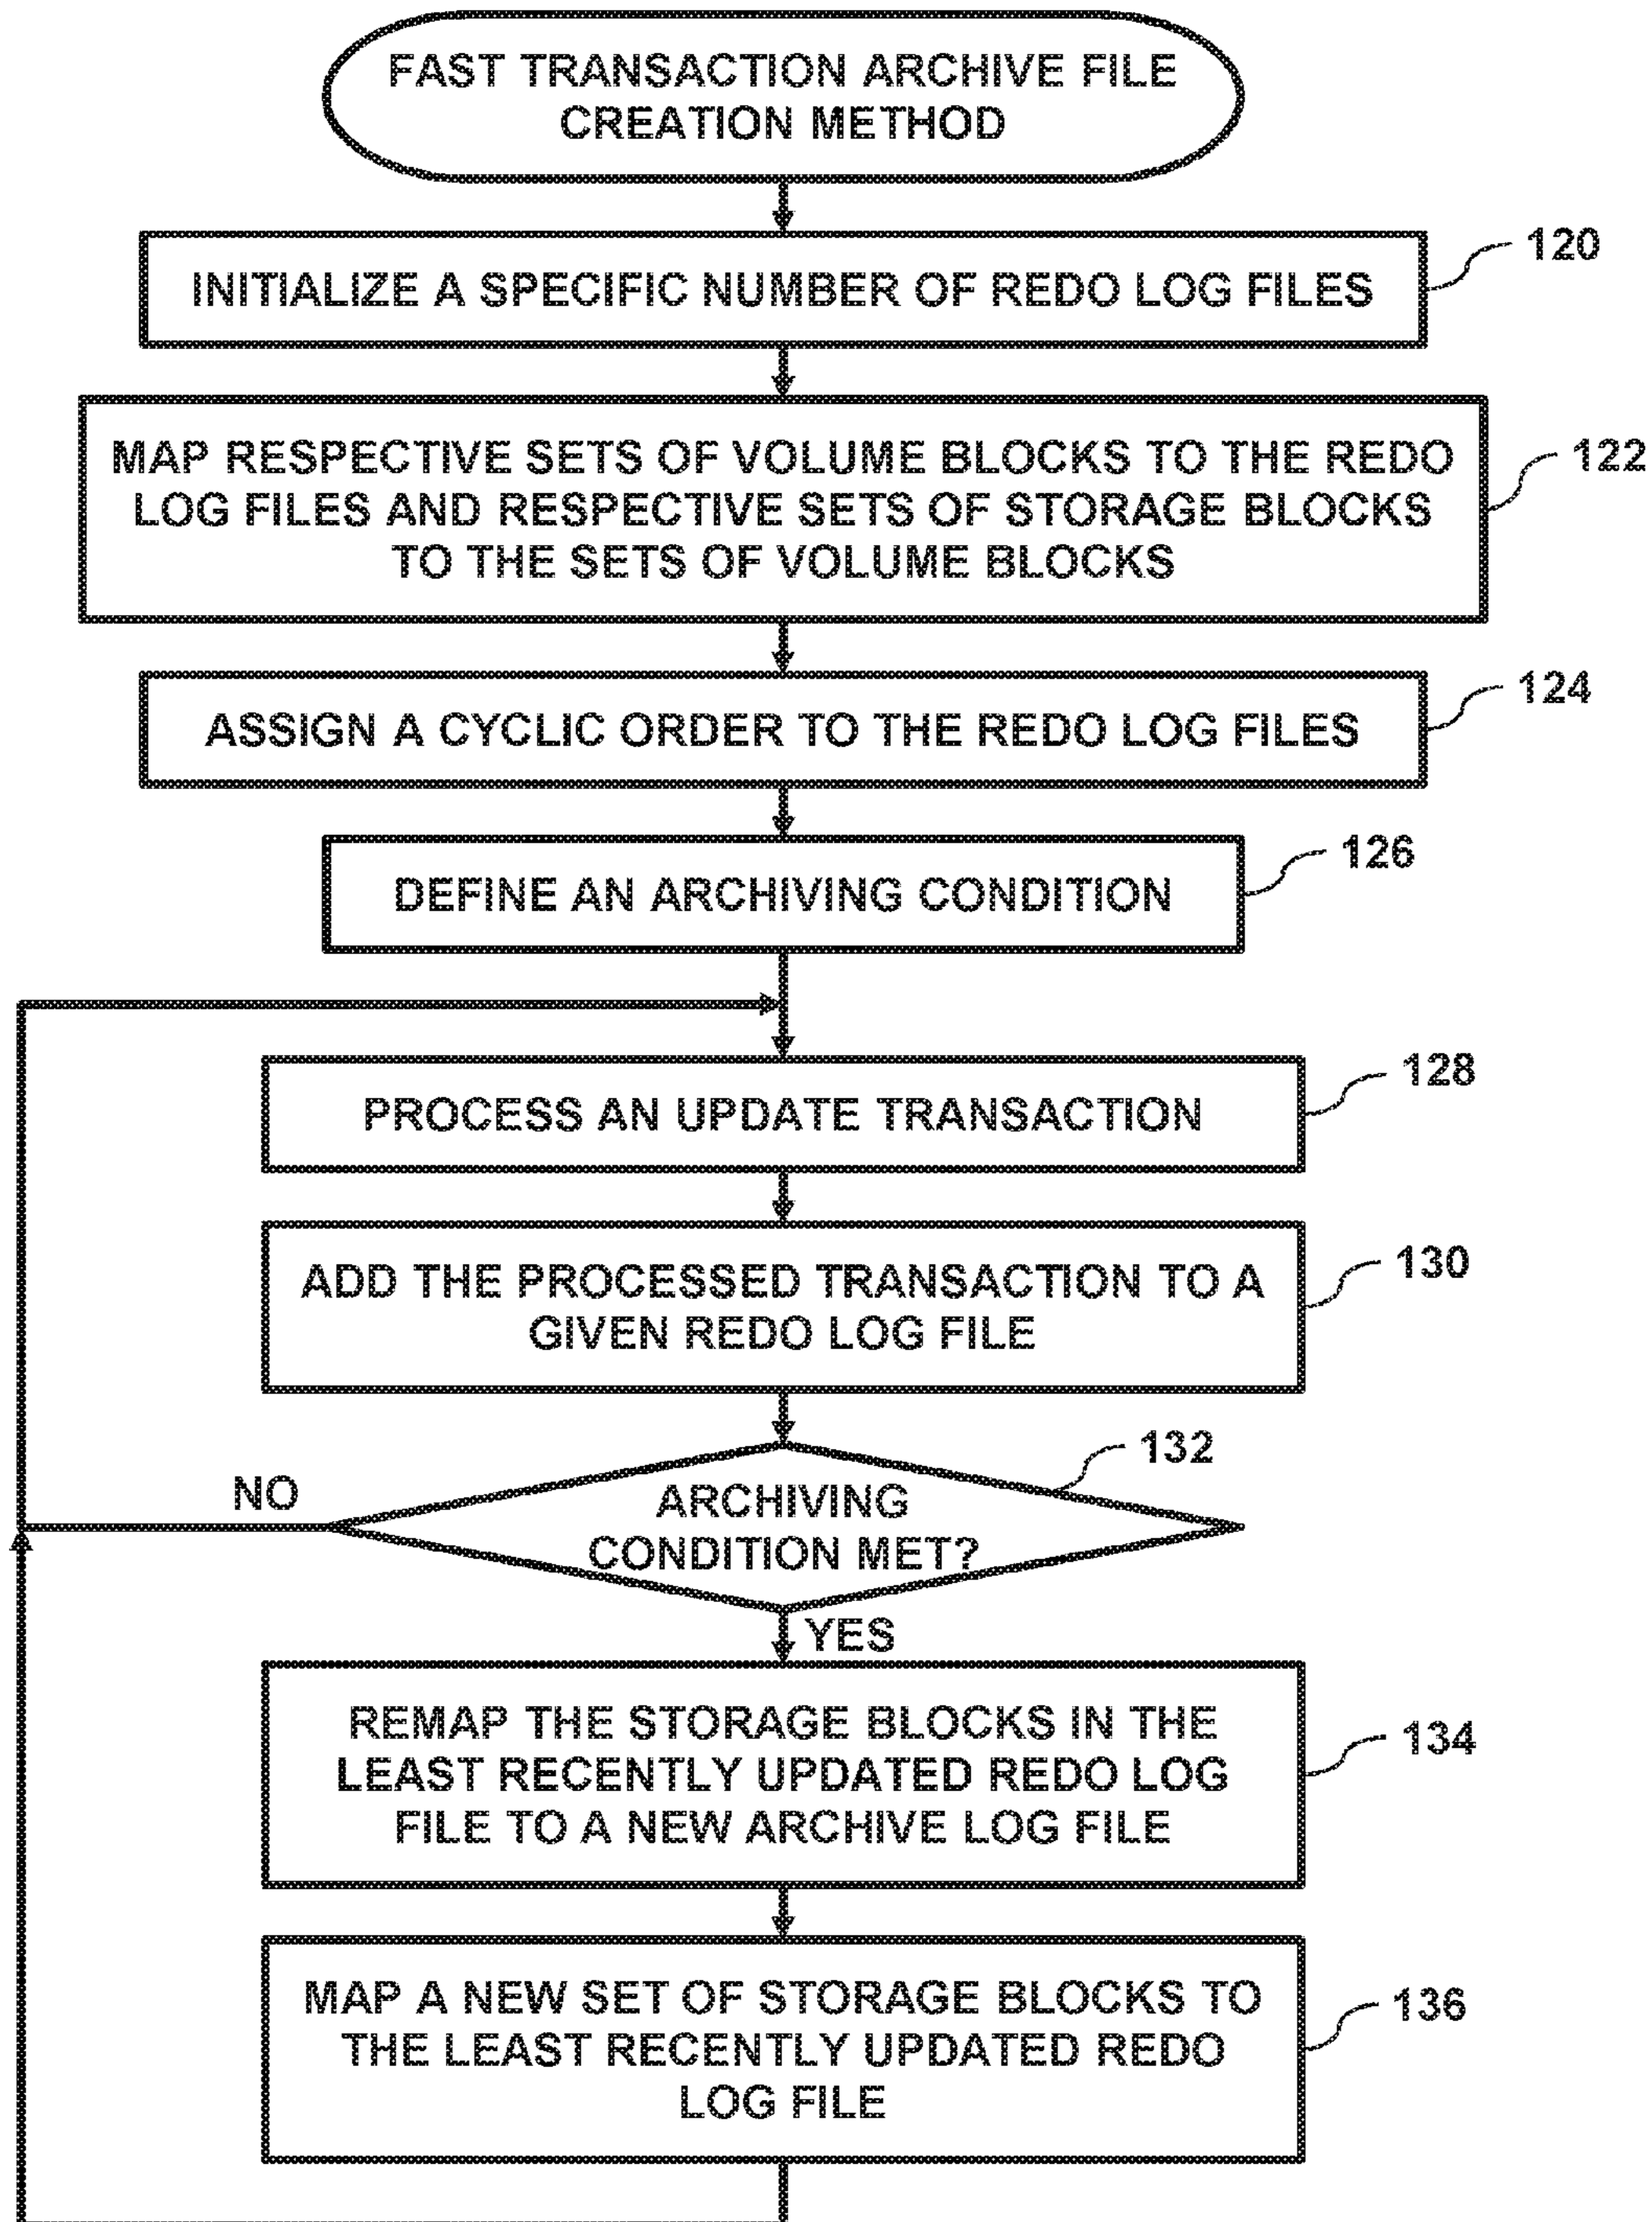 FAST TRANSACTION ARCHIVE FILE
CREATION METHOD
INITIALIZE A SPECIFIC NUMBER OF REDO LOG FILES
120
MAP RESPECTIVE SETS OF VOLUME BLOCKS TO THE REDO
LOG FILES AND RESPECTIVE SETS OF STORAGE BLOCKS
TO THE SETS OF VOLUME BLOCKS
122
ASSIGN A CYCLIC ORDER TO THE REDO LOG FILES
124
DEFINE AN ARCHIVING CONDITION
126
PROCESS AN UPDATE TRANSACTION
128
ADD THE PROCESSED TRANSACTION TO A
GIVEN REDO LOG FILE
130
ARCHIVING
CONDITION MET?
132
NO
YES
REMAP THE STORAGE BLOCKS IN THE
LEAST RECENTLY UPDATED REDO LOG
FILE TO A NEW ARCHIVE LOG FILE
134
MAP A NEW SET OF STORAGE BLOCKS TO
THE LEAST RECENTLY UPDATED REDO
LOG FILE
136